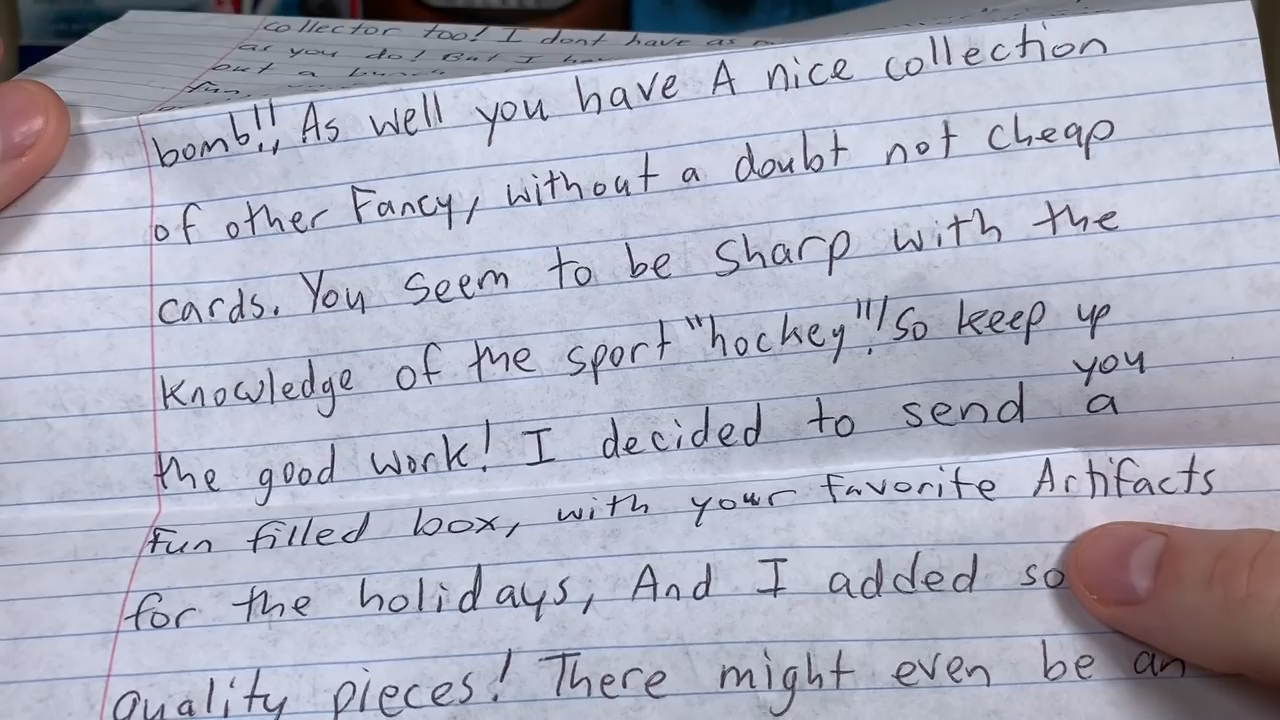 collector too! I dont have as
as you do! But I
out a
fun,
bomb!!, As well you have A nice collection
of other Fancy, without a doubt not cheap
cards. You seem to be sharp with the
knowledge of the sport "hockey"! So keep up
the good work! I decided to send you a
fun filled box, with your favorite Artifacts
for the holidays, And I added so
quality pieces! There might even be an